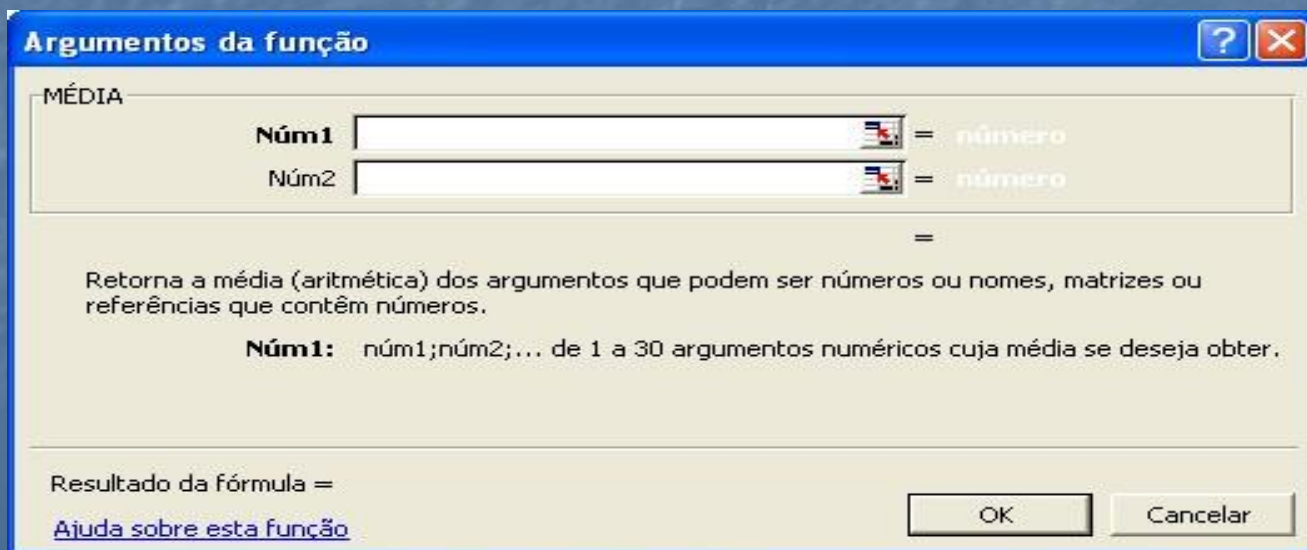 Argumentos da função
MÉDIA
Núm1 = número
Núm2 = número
=
Retorna a média (aritmética) dos argumentos que podem ser números ou nomes, matrizes ou
referências que contêm números.
Núm1: núm1;núm2;... de 1 a 30 argumentos numéricos cuja média se deseja obter.
Resultado da fórmula =
Ajuda sobre esta função
OK Cancelar